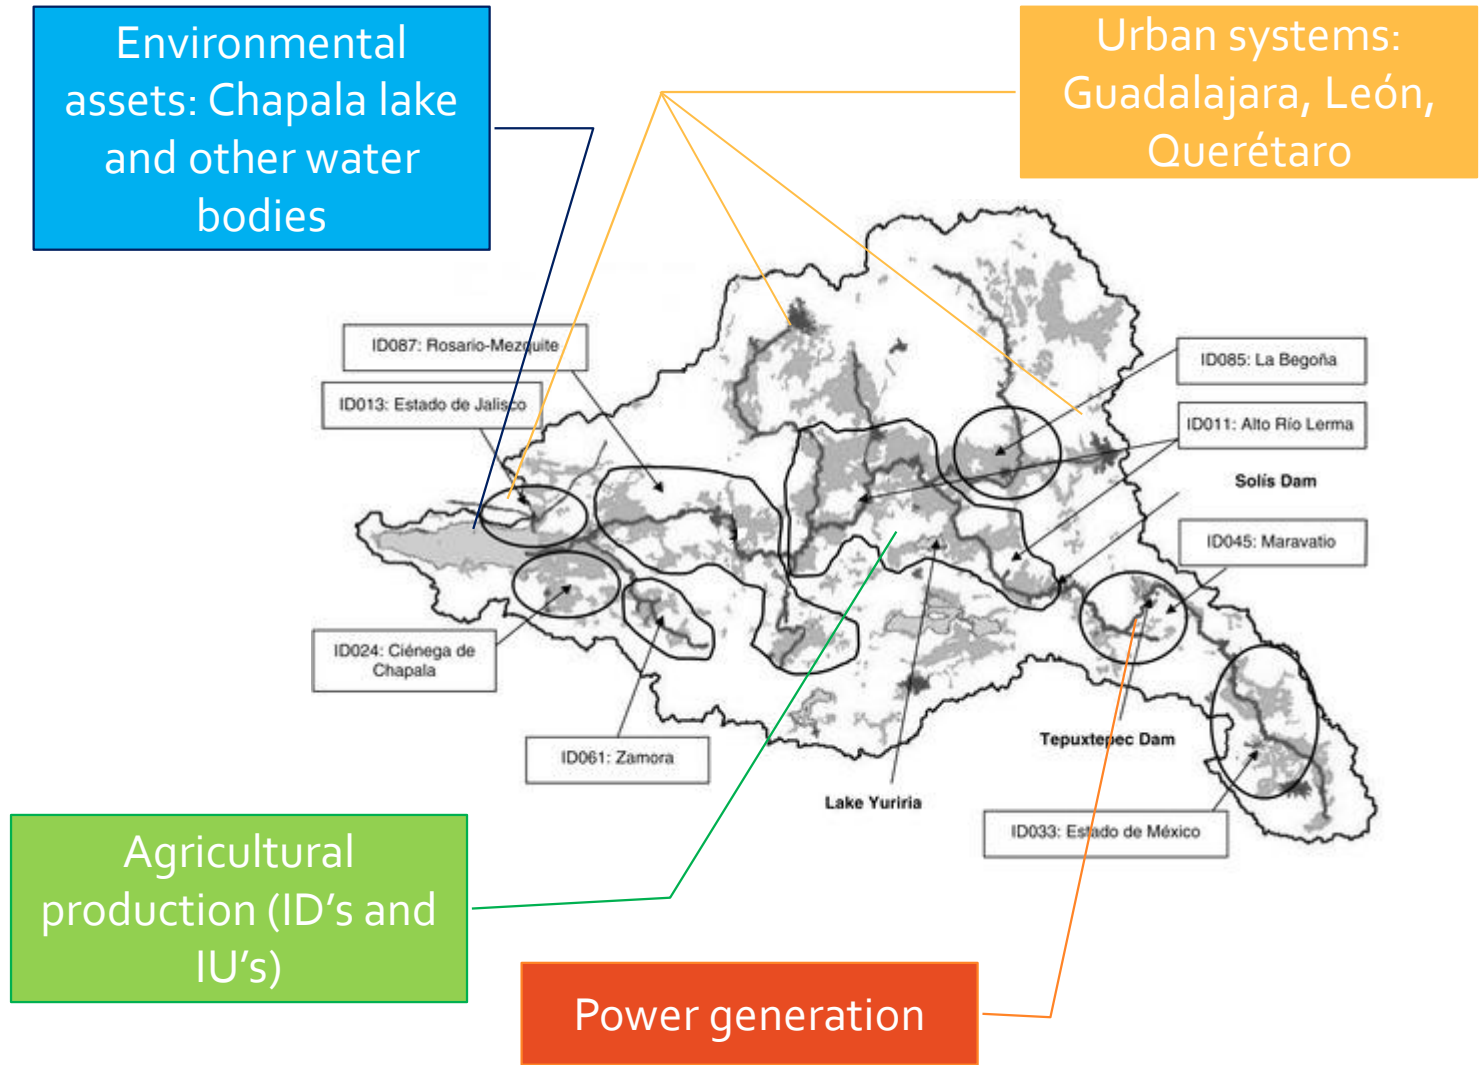 Environmental
assets: Chapala lake
and other water
bodies
Urban systems:
Guadalajara, León,
Querétaro
ID087: Rosario-Mezquite
ID013: Estado de Jalisco
ID085: La Begoña
ID011: Alto Río Lerma
Solís Dam
ID045: Maravatio
ID024: Ciénega de
Chapala
ID061: Zamora
Tepuxtepec Dam
Lake Yuriria
ID033: Estado de México
Agricultural
production (ID’s and
IU’s)
Power generation